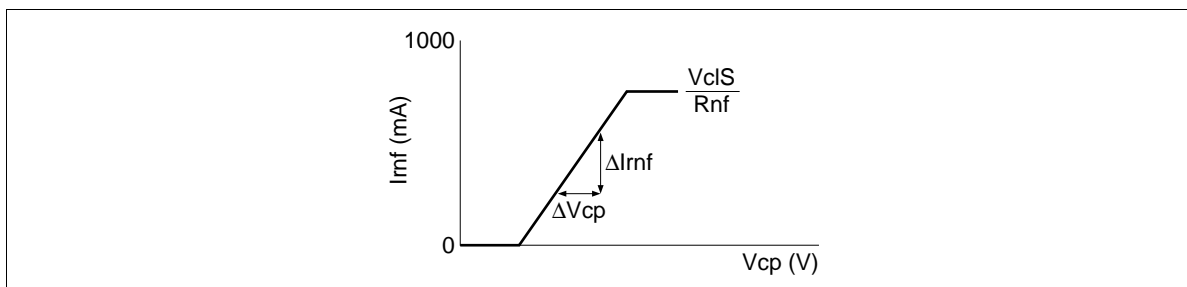 1000
Irnf (mA)
VclS
Rnf
ΔIrnf
ΔVcp
0
Vcp (V)